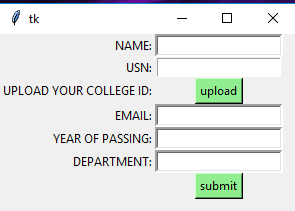 tk
NAME:
USN:
UPLOAD YOUR COLLEGE ID: upload
EMAIL:
YEAR OF PASSING:
DEPARTMENT:
submit